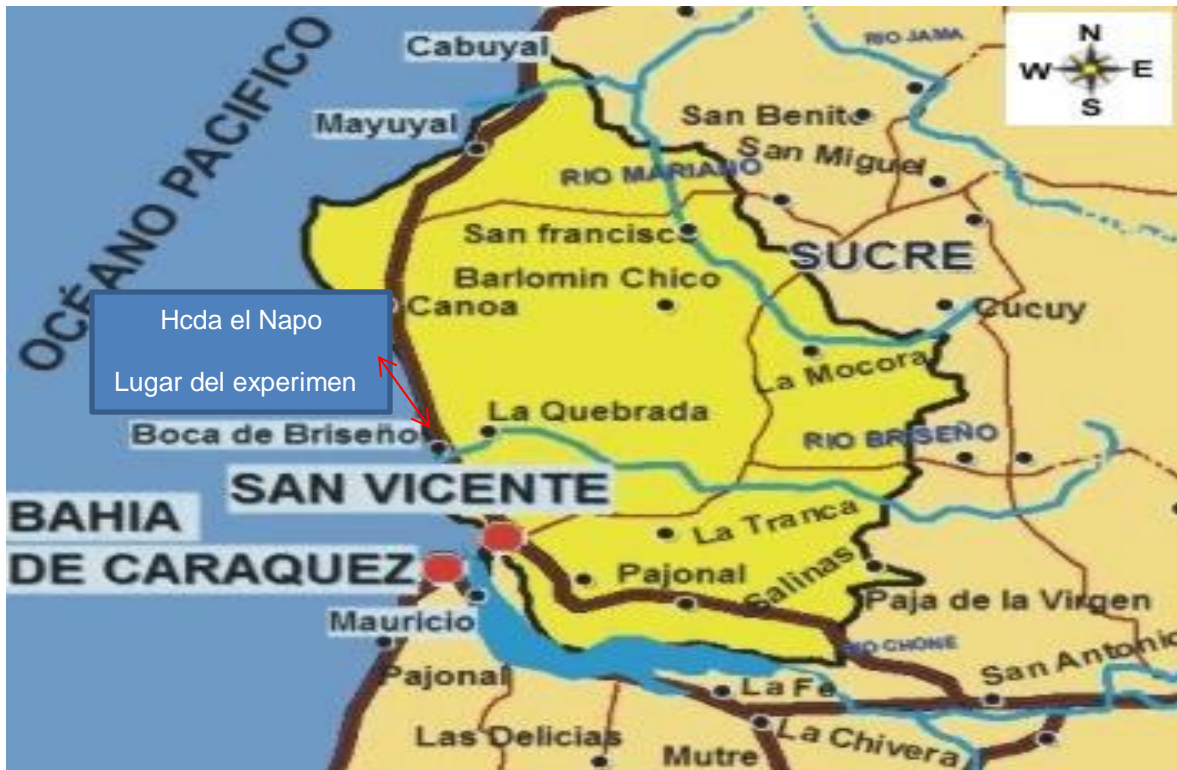 Cabuyal
RIO JAMA
N
W E
S
Mayuyal
San Benito
San Miguel
RIO MARIANO
OCÉANO PACIFICO
San francisco
SUCRE
Barlomin Chico
Canoa
Cucuy
Hcda el Napo
Lugar del experimen
La Mocora
La Quebrada
Boca de Briseño
RIO BRISEÑO
SAN VICENTE
BAHIA
DE CARAQUEZ
La Tranca
Pajonal
Salinas
Paja de la Virgen
Mauricio
RIO CHONE
Pajonal
San Antonio
La Fe
Las Delicias
La Chivera
Mutre